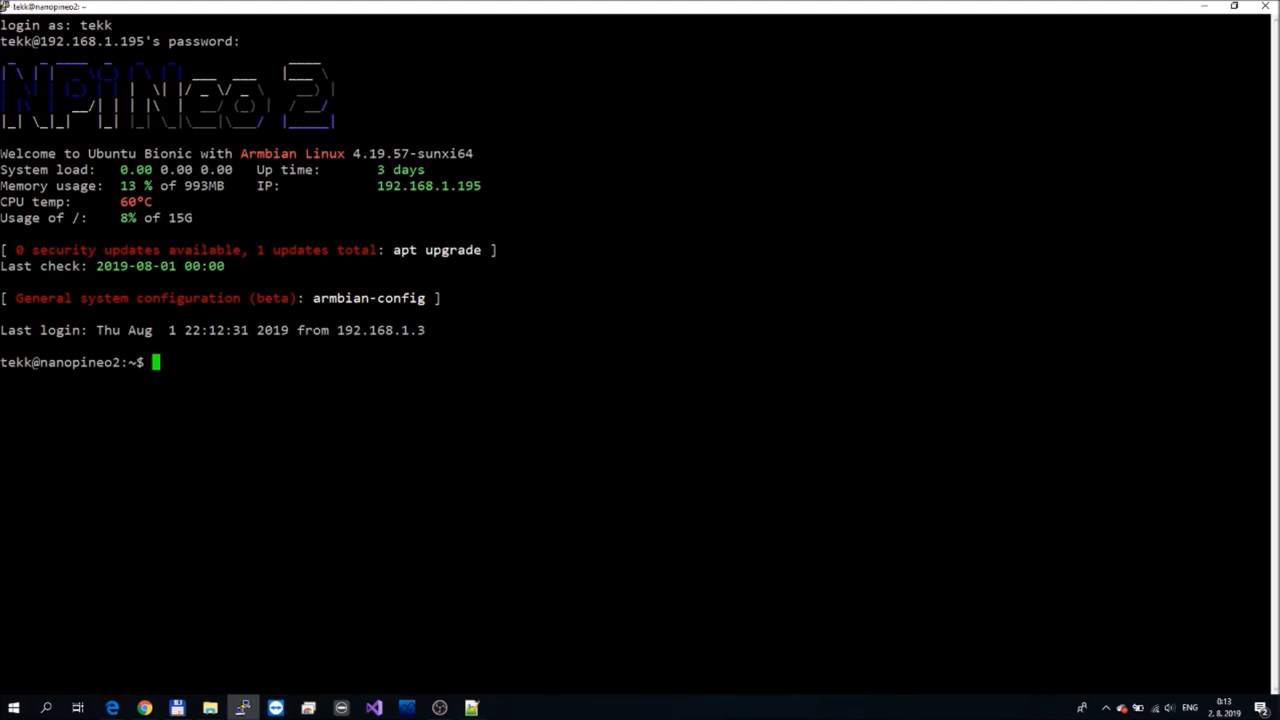 tekk@nanopineo2: ~
login as: tekk
tekk@192.168.1.195's password:
NPi Neo 2
Welcome to Ubuntu Bionic with Armbian Linux 4.19.57-sunxi64
System load:   0.00 0.00 0.00   Up time:       3 days
Memory usage:  13 % of 993MB    IP:            192.168.1.195
CPU temp:      60°C
Usage of /:    8% of 15G
[ 0 security updates available, 1 updates total: apt upgrade ]
Last check: 2019-08-01 00:00
[ General system configuration (beta): armbian-config ]
Last login: Thu Aug  1 22:12:31 2019 from 192.168.1.3
tekk@nanopineo2:~$
ENG
0:13
2. 8. 2019
2